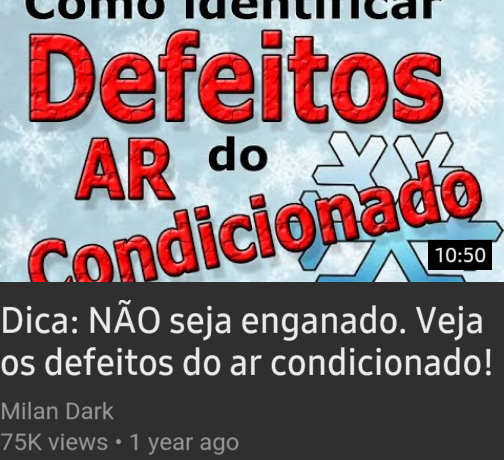 Como identificar
Defeitos
do
AR
Condicionado
10:50
Dica: NÃO seja enganado. Veja
os defeitos do ar condicionado!
Milan Dark
75K views • 1 year ago